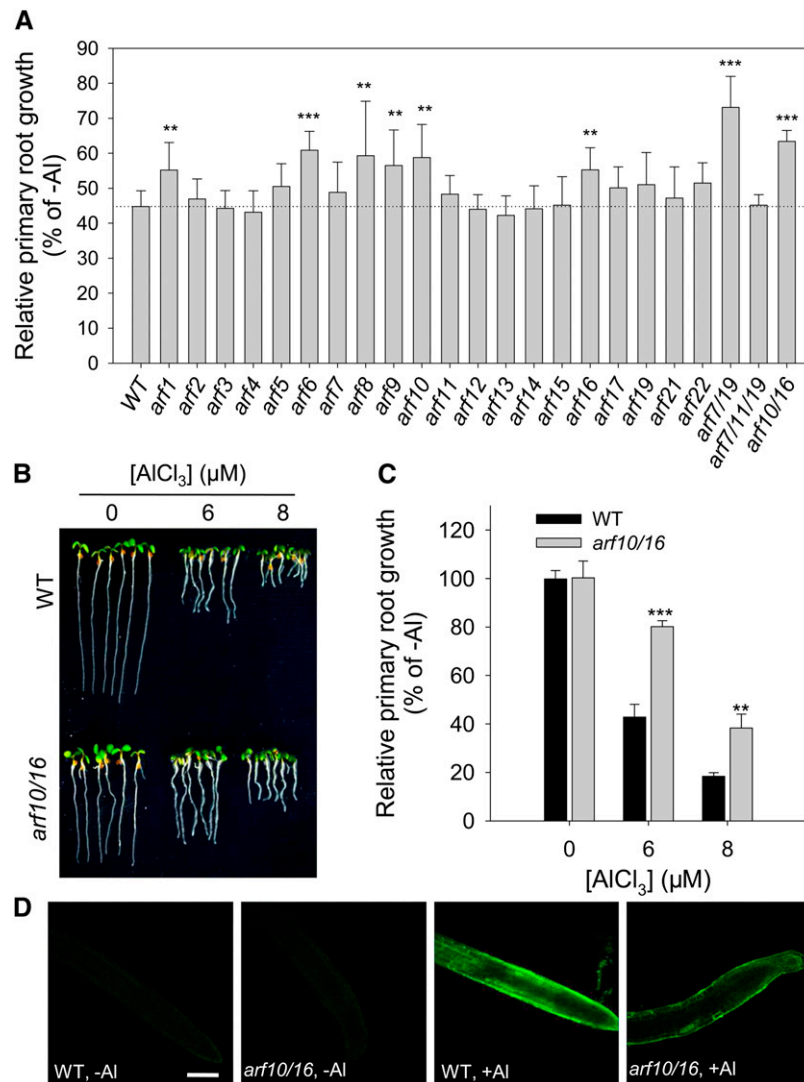 A
Relative primary root growth
(% of -Al)
90
80
70
60
50
40
30
20
10
0
**
***
**
**
**
**
***
***
WT
arf1
arf2
arf3
arf4
arf5
arf6
arf7
arf8
arf9
arf10
arf11
arf12
arf13
arf14
arf15
arf16
arf17
arf19
arf21
arf22
arf7/19
arf7/11/19
arf10/16
B
[AlCl₃] (µM)
0 6 8
WT
arf10/16
C
Relative primary root growth
(% of -Al)
120
100
80
60
40
20
0
WT
arf10/16
***
**
0 6 8
[AlCl₃] (µM)
D
WT, -Al
arf10/16, -Al
WT, +Al
arf10/16, +Al